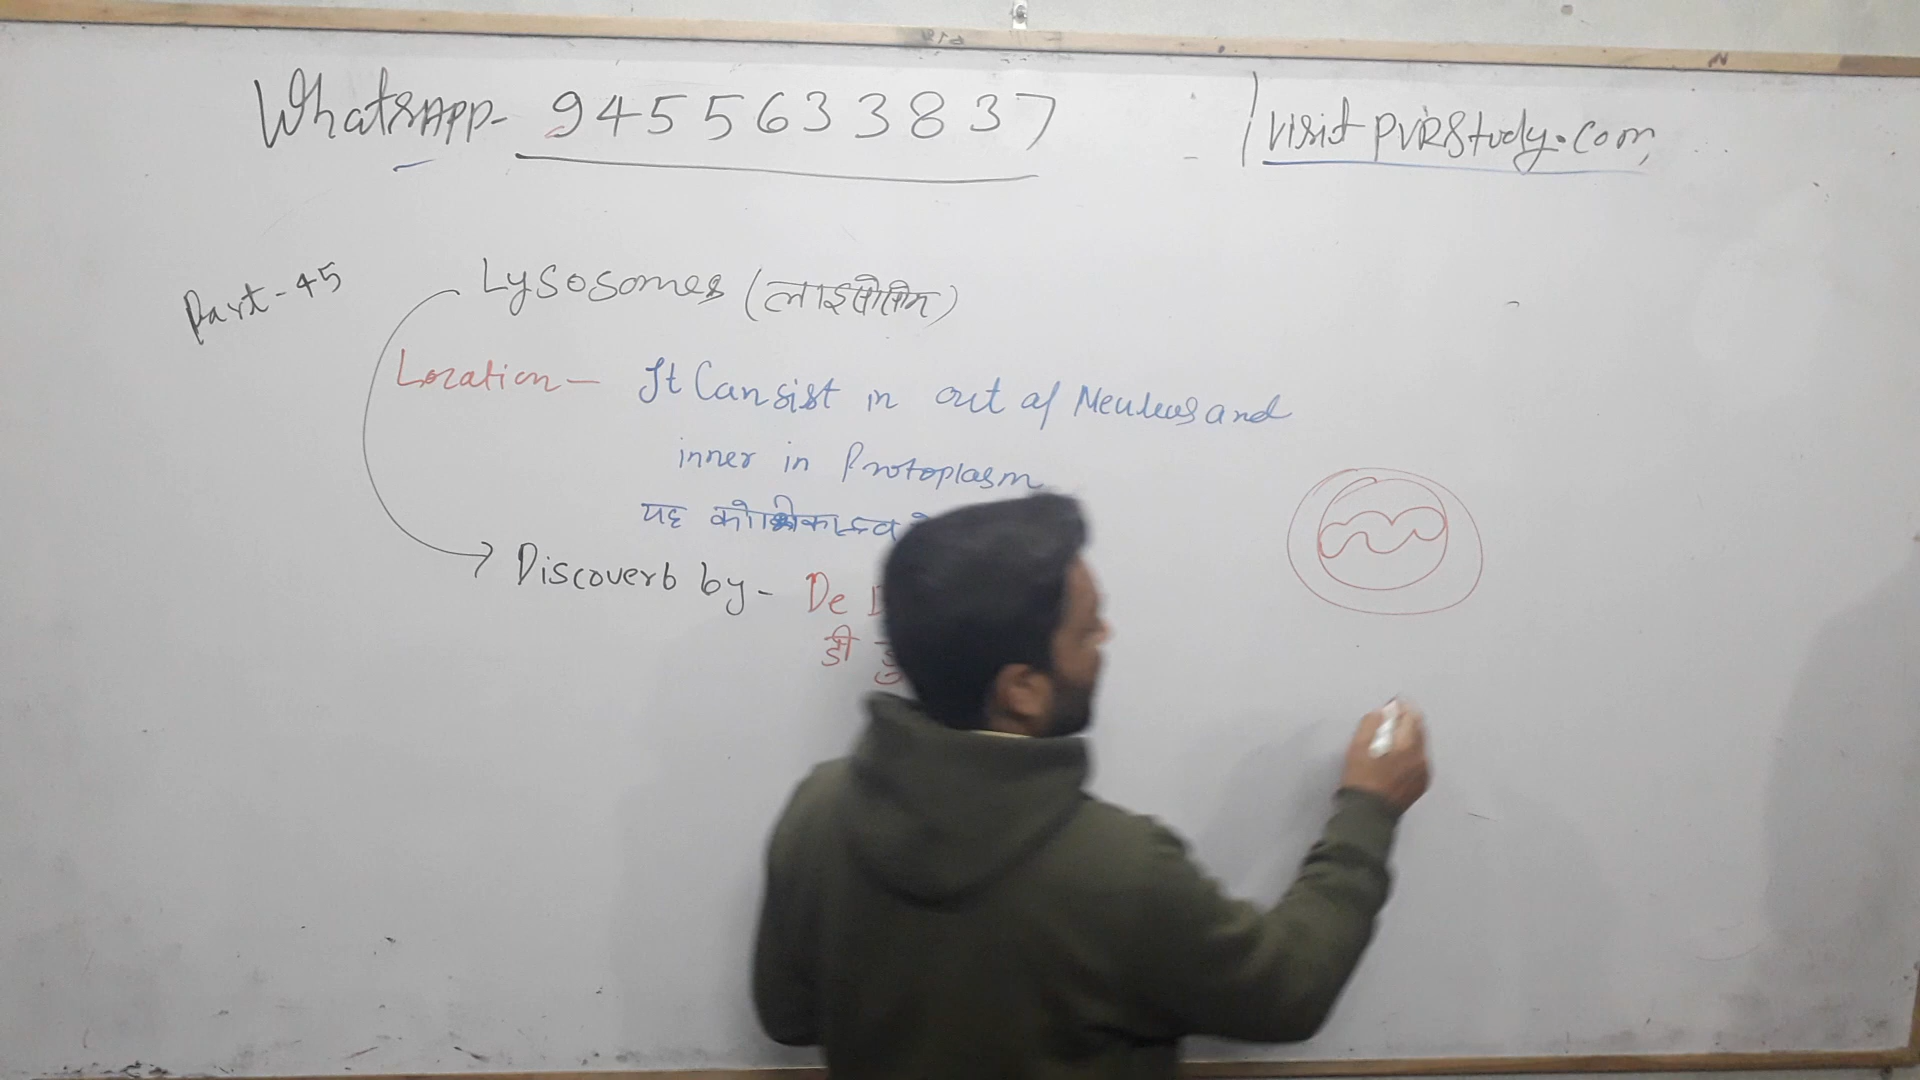 WhatsApp- 9455633837
visit pvRStudy.com
Part-45
Lysosomes (लाइसोसोम)
Location - It Cansist in out of Neuleus and
inner in Protoplasm
यह
Discoverb by - De D
डी डु